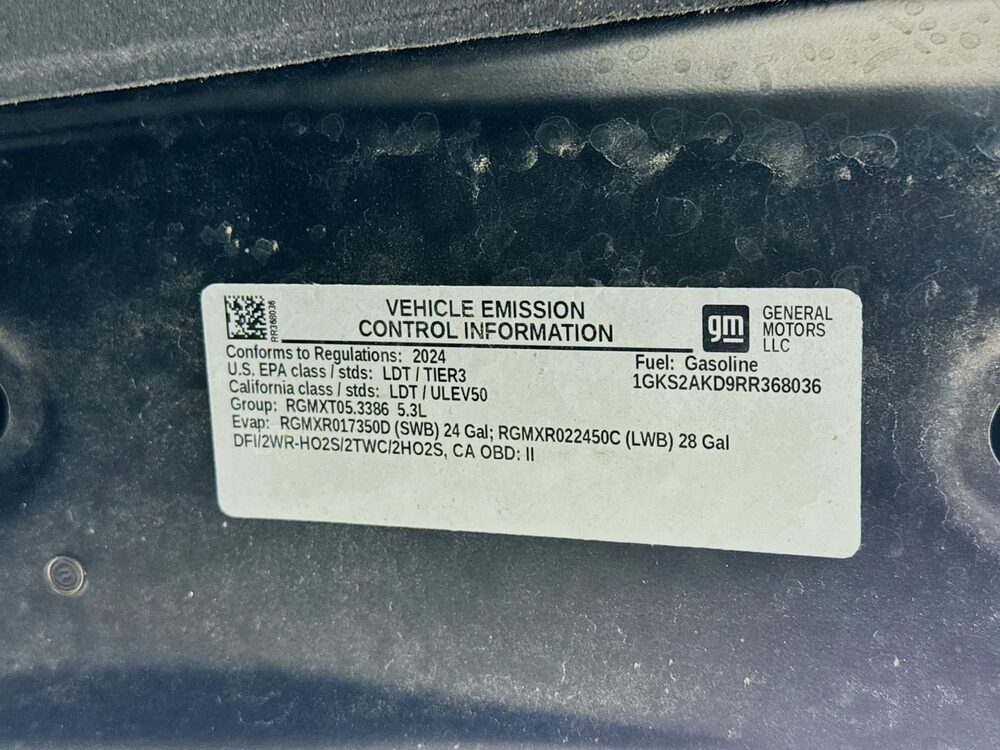 RR368036
VEHICLE EMISSION
CONTROL INFORMATION
gm
GENERAL
MOTORS
LLC
Conforms to Regulations: 2024
Fuel: Gasoline
U.S. EPA class / stds: LDT / TIER3
1GKS2AKD9RR368036
California class / stds: LDT / ULEV50
Group: RGMXT05.3386 5.3L
Evap: RGMXR017350D (SWB) 24 Gal; RGMXR022450C (LWB) 28 Gal
DFI/2WR-HO2S/2TWC/2HO2S, CA OBD: II